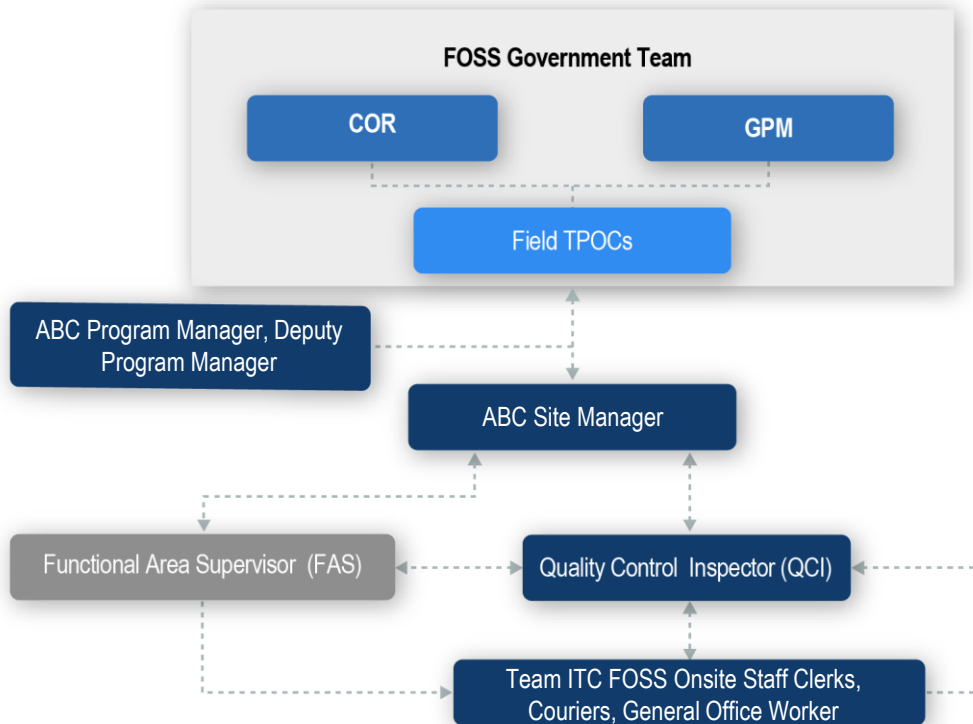 FOSS Government Team
COR
GPM
Field TPOCs
ABC Program Manager, Deputy
Program Manager
ABC Site Manager
Functional Area Supervisor (FAS)
Quality Control Inspector (QCI)
Team ITC FOSS Onsite Staff Clerks,
Couriers, General Office Worker